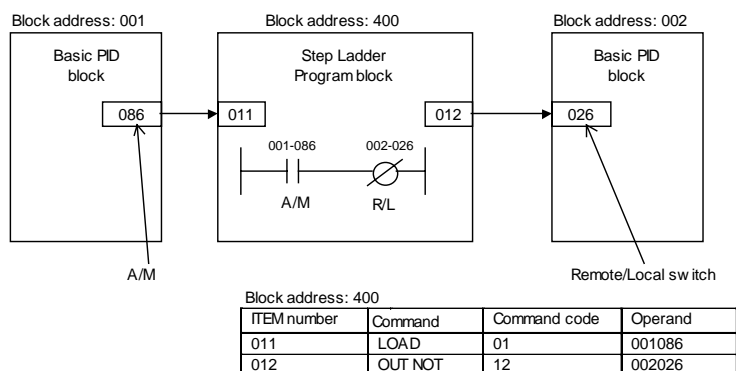 Block address: 001
Block address: 400
Block address: 002
Basic PID
block
Step Ladder
Program block
Basic PID
block
086
011
012
026
001-086
002-026
A/M
R/L
A/M
Remote/Local switch
Block address: 400
ITEM number Command Command code Operand
011 LOAD 01 001086
012 OUT NOT 12 002026